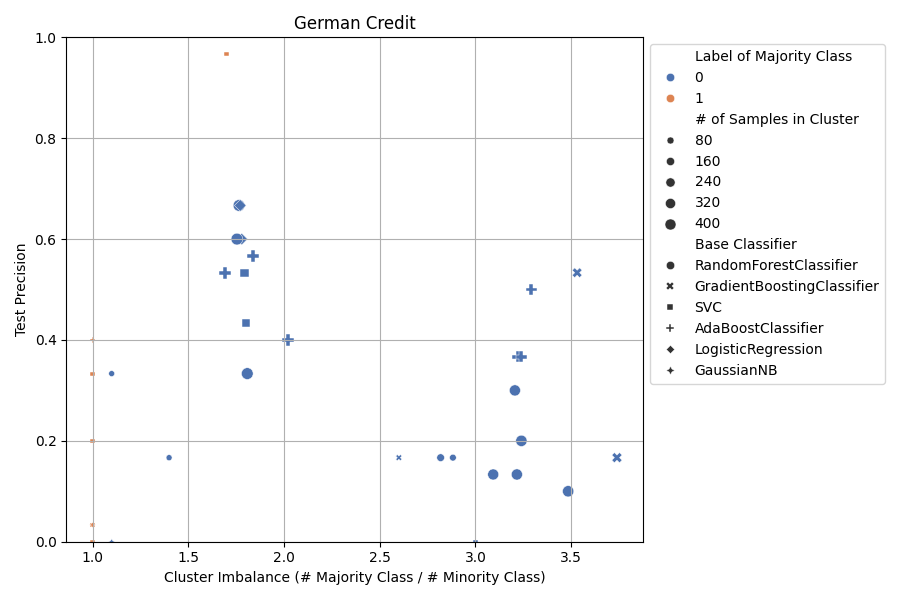 German Credit
1.0
0.8
0.6
0.4
0.2
0.0
Test Precision
1.0 1.5 2.0 2.5 3.0 3.5
Cluster Imbalance (# Majority Class / # Minority Class)
Label of Majority Class
0
1
# of Samples in Cluster
80
160
240
320
400
Base Classifier
RandomForestClassifier
GradientBoostingClassifier
SVC
AdaBoostClassifier
LogisticRegression
GaussianNB